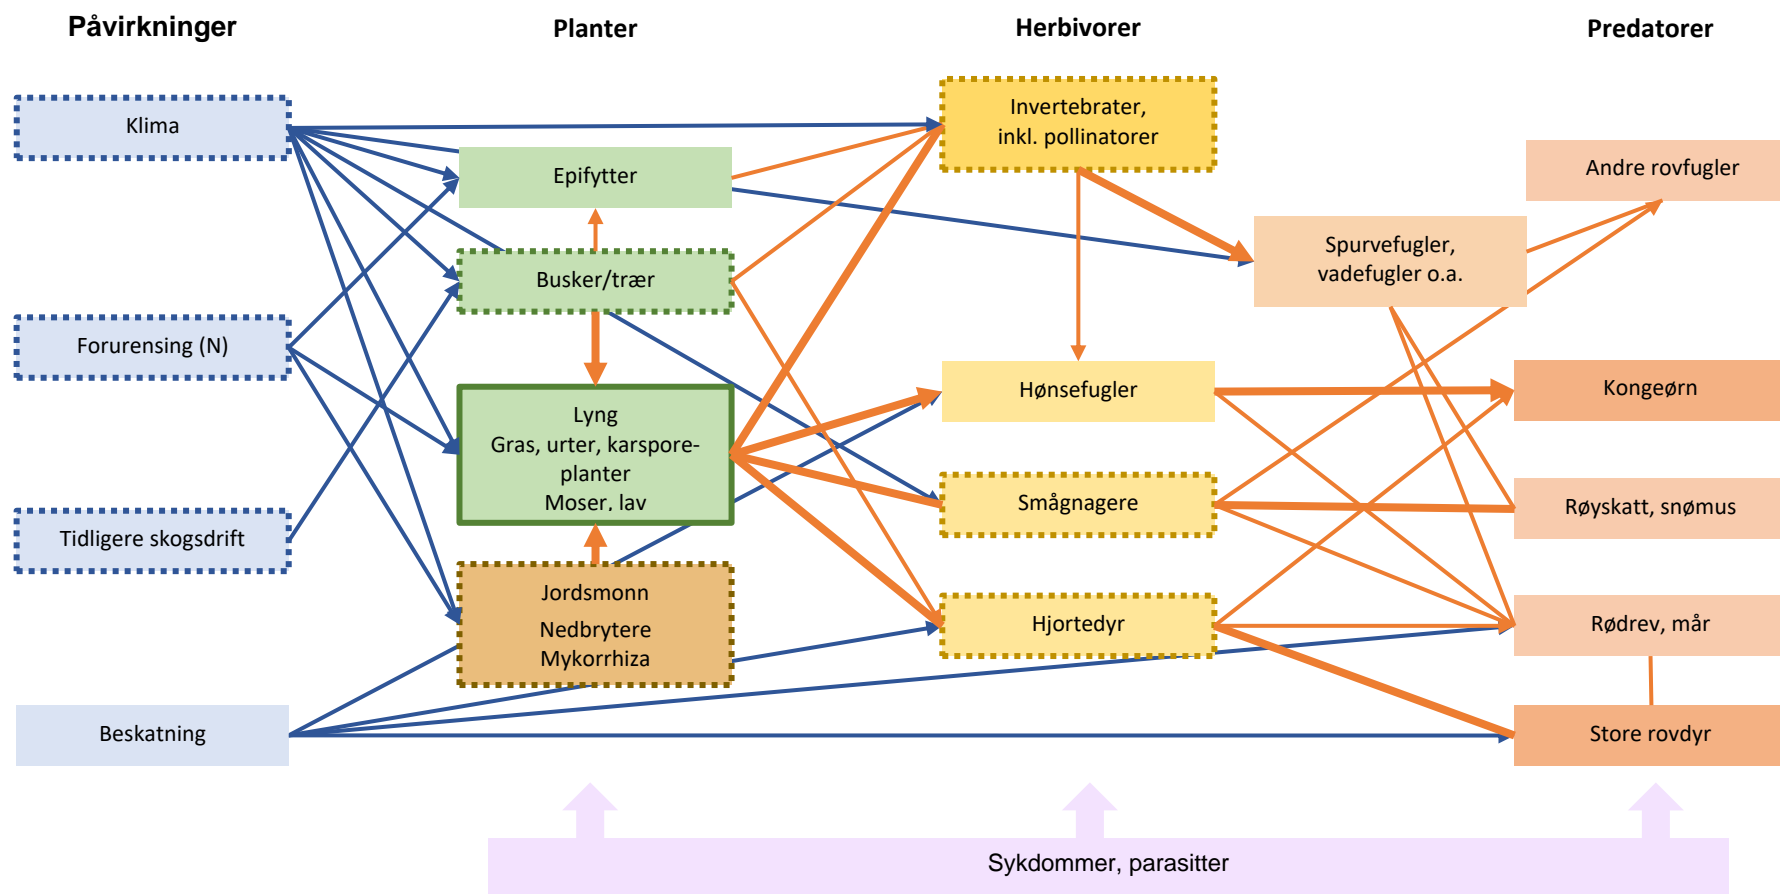 Påvirkninger
Planter
Herbivorer
Predatorer
Klima
Forurensing (N)
Tidligere skogsdrift
Beskatning
Epifytter
Busker/trær
Lyng
Gras, urter, karspore-
planter
Moser, lav
Jordsmonn
Nedbrytere
Mykorrhiza
Invertebrater,
inkl. pollinatorer
Hønsefugler
Smågnagere
Hjortedyr
Spurvefugler,
vadefugler o.a.
Andre rovfugler
Kongeørn
Røyskatt, snømus
Rødrev, mår
Store rovdyr
Sykdommer, parasitter